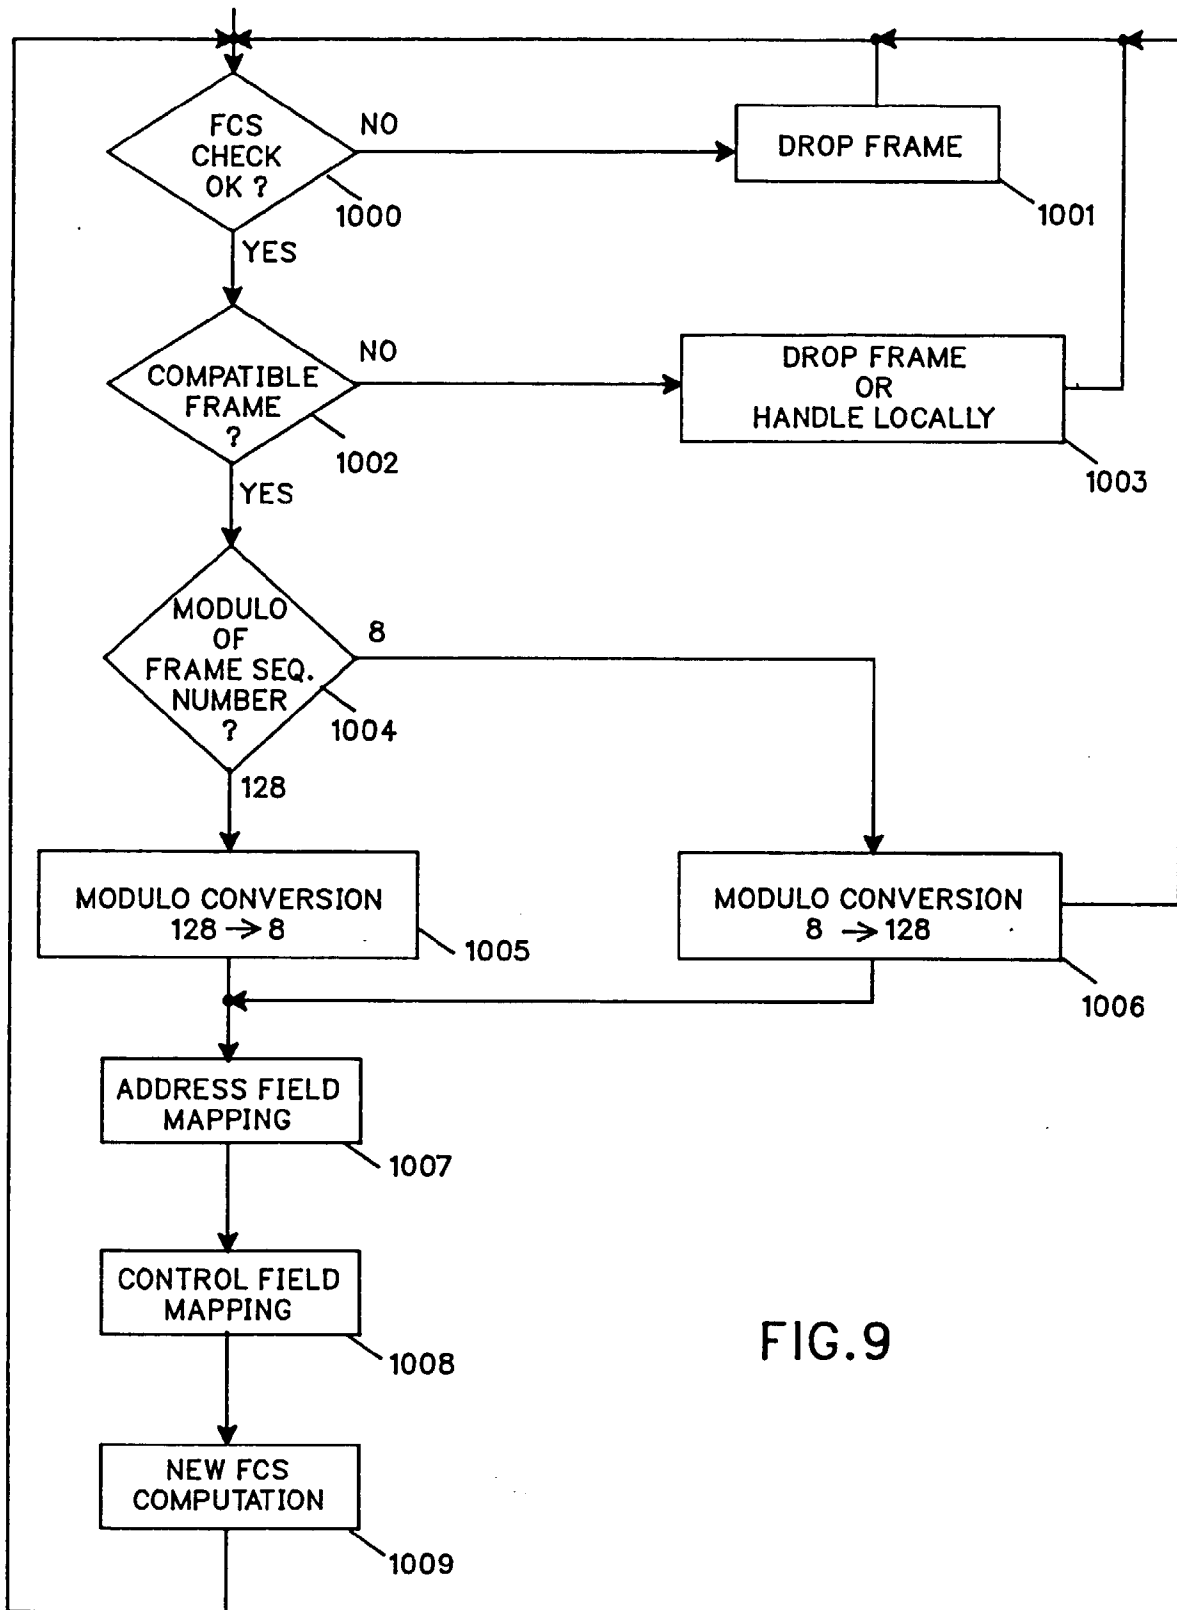 FCS
CHECK
OK ?
NO
1000
DROP FRAME
1001
YES
COMPATIBLE
FRAME
?
NO
1002
DROP FRAME
OR
HANDLE LOCALLY
1003
YES
MODULO
OF
FRAME SEQ.
NUMBER
?
8
1004
128
MODULO CONVERSION
128 → 8
1005
MODULO CONVERSION
8 → 128
1006
ADDRESS FIELD
MAPPING
1007
CONTROL FIELD
MAPPING
1008
FIG.9
NEW FCS
COMPUTATION
1009